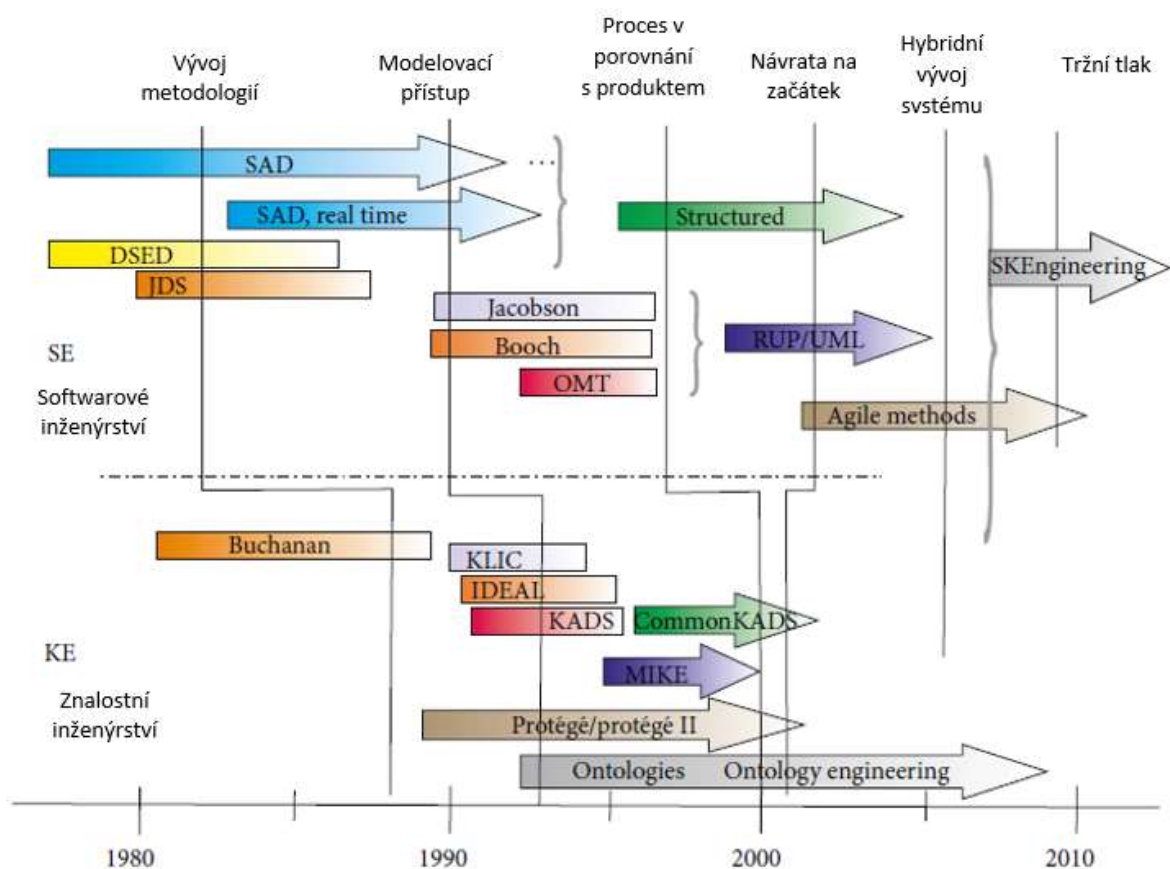 Vývoj
metodologií
Modelovací
přístup
Proces v
porovnání
s produktem
Návrata na
začátek
Hybridní
vývoj
svstému
Tržní tlak
SAD
...
SAD, real time
Structured
DSED
SKEngineering
JDS
Jacobson
Booch
RUP/UML
SE
OMT
Softwarové
inženýrství
Agile methods
Buchanan
KLIC
IDEAL
KADS
CommonKADS
KE
MIKE
Znalostní
inženýrství
Protégé/protégé II
Ontologies Ontology engineering
1980 1990 2000 2010